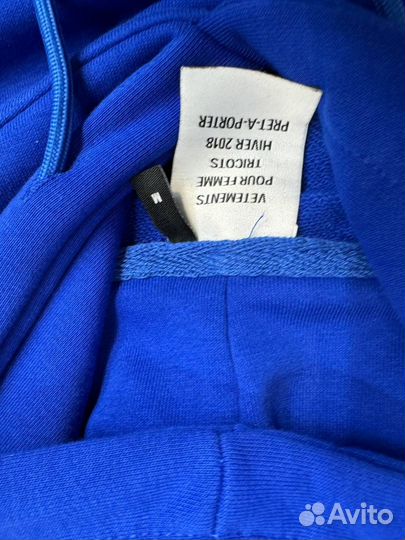 VETEMENTS
POUR FEMME
TRICOTS
HIVER 2018
PRET-A-PORTER
M
Avito